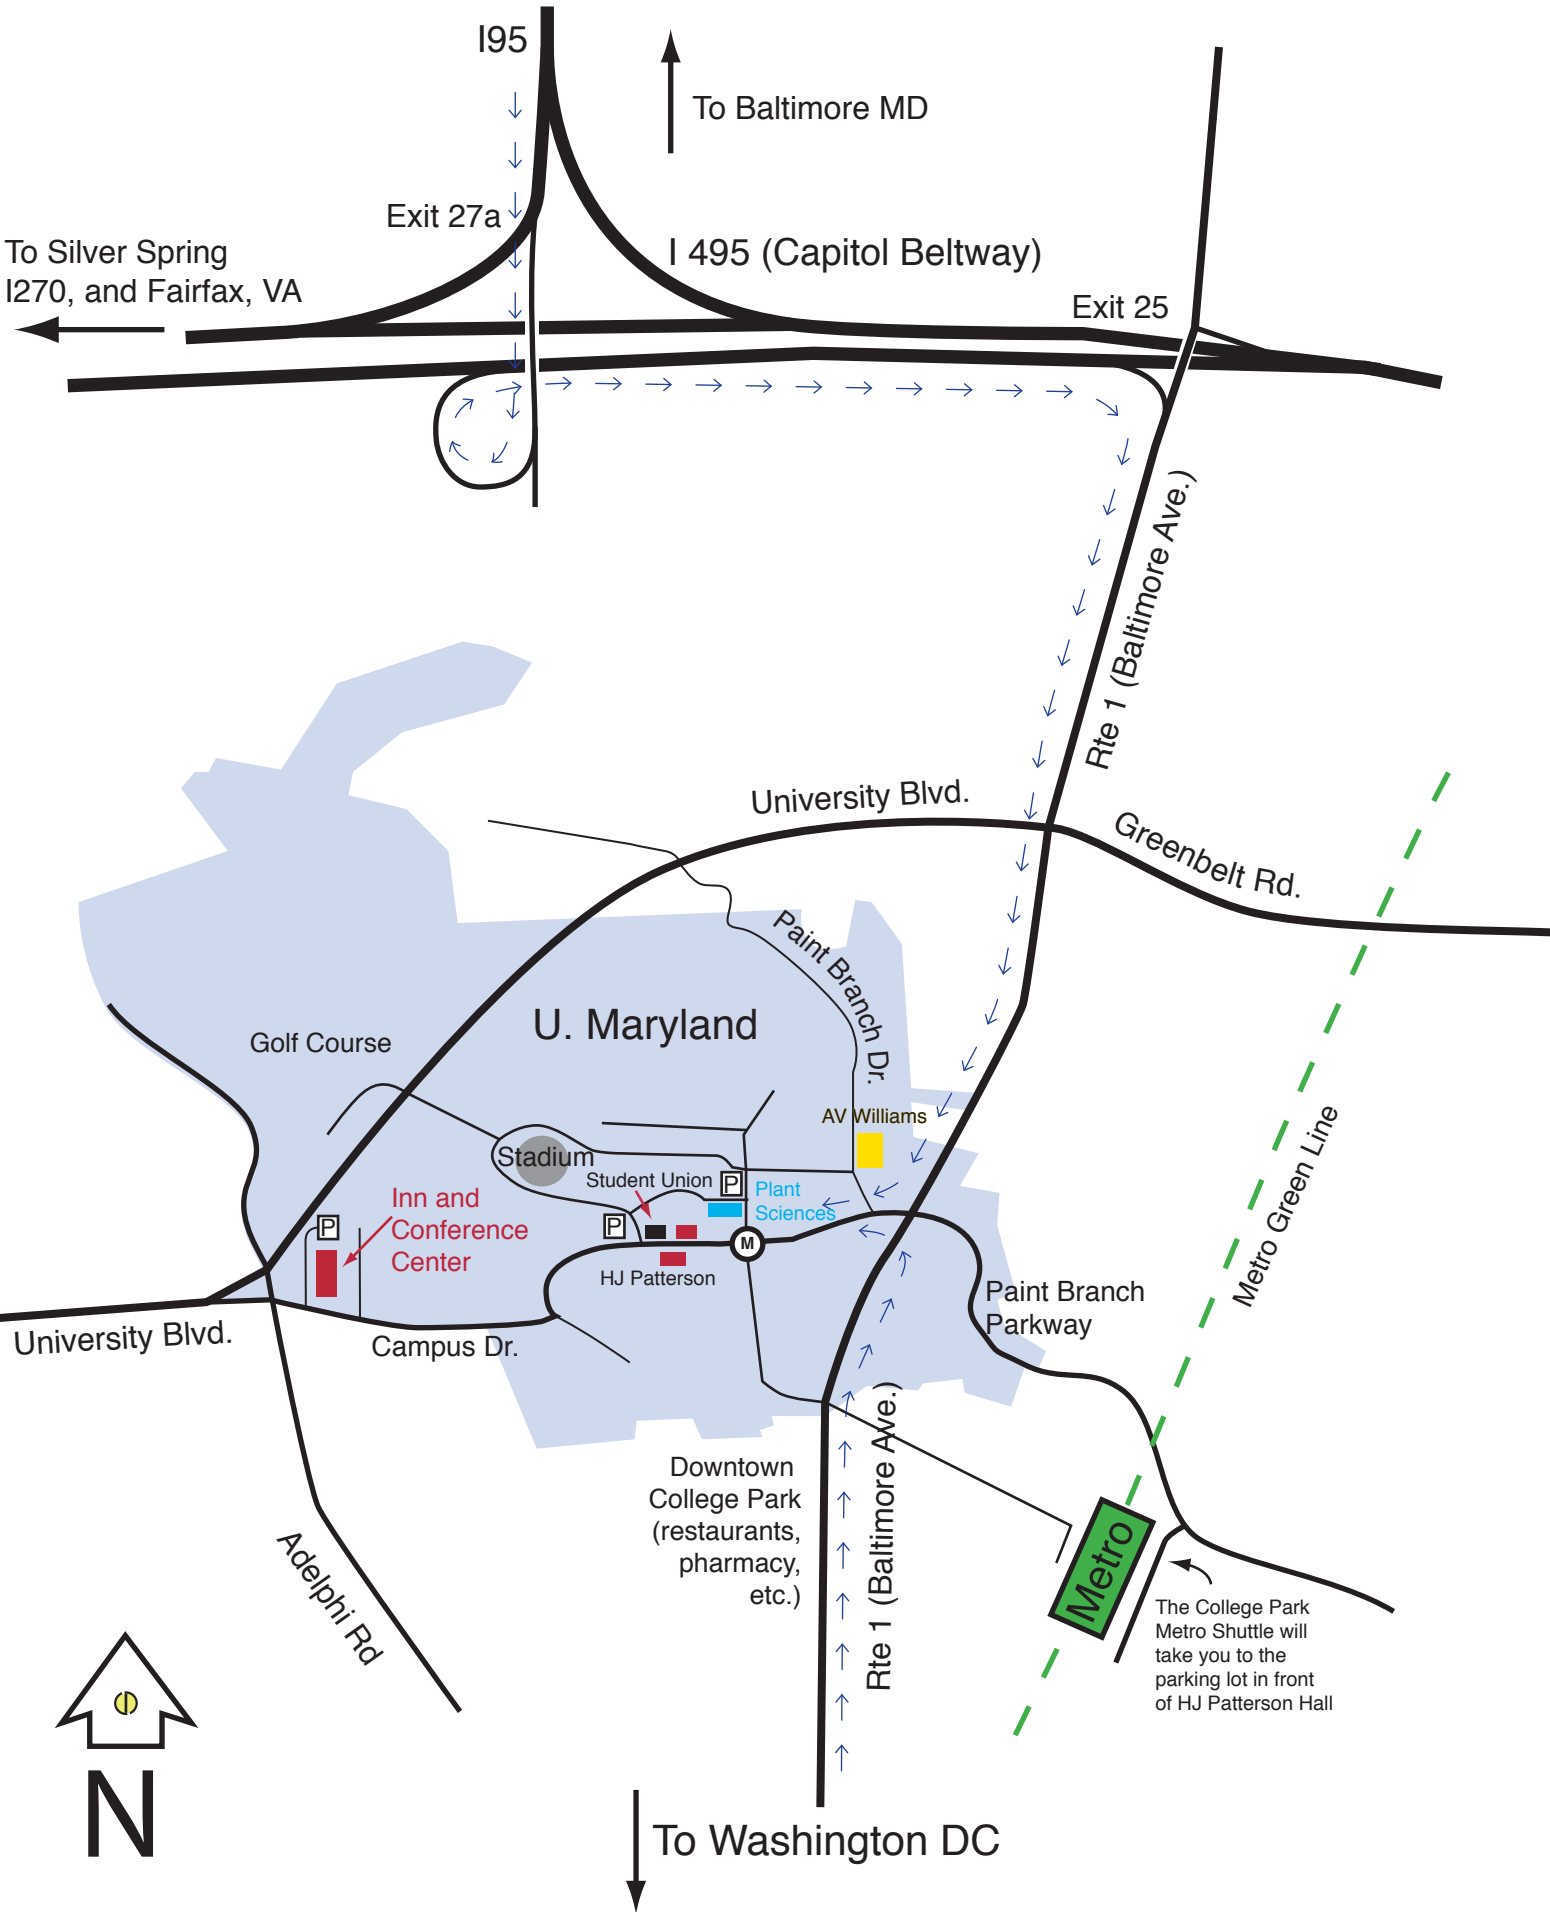 I95
To Baltimore MD
Exit 27a
To Silver Spring
I270, and Fairfax, VA
I 495 (Capitol Beltway)
Exit 25
Rte 1 (Baltimore Ave.)
University Blvd.
Greenbelt Rd.
Paint Branch Dr.
U. Maryland
Golf Course
AV Williams
Stadium
Student Union
P
Plant
Sciences
Inn and
Conference
Center
P
P
M
HJ Patterson
Metro Green Line
Paint Branch
Parkway
University Blvd.
Campus Dr.
Downtown
College Park
(restaurants,
pharmacy,
etc.)
Rte 1 (Baltimore Ave.)
Adelphi Rd
Metro
The College Park
Metro Shuttle will
take you to the
parking lot in front
of HJ Patterson Hall
N
To Washington DC